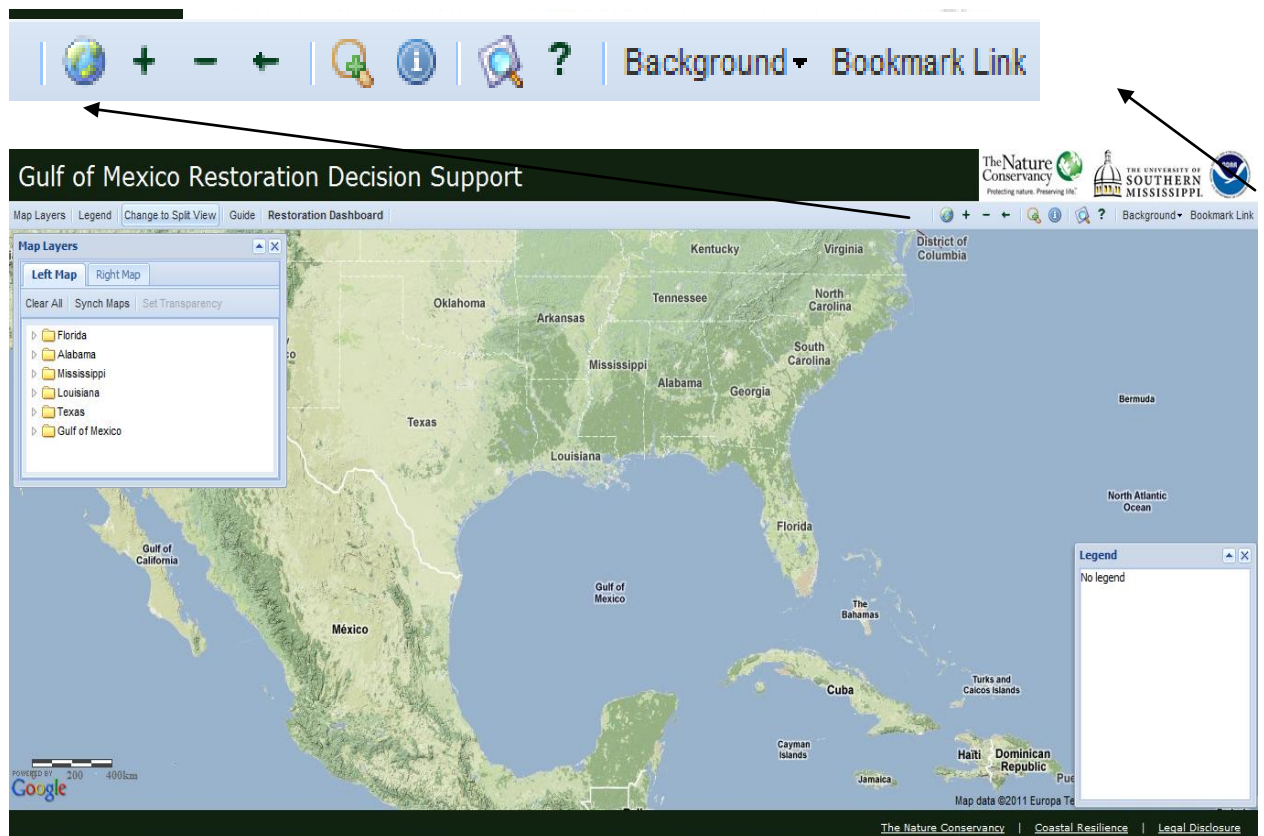 + - ← ? Background Bookmark Link
Gulf of Mexico Restoration Decision Support
The Nature
Conservancy
Protecting nature. Preserving life.
THE UNIVERSITY OF
SOUTHERN
MISSISSIPPI
NOAA
Map Layers Legend Change to Split View Guide Restoration Dashboard + - ← ? Background Bookmark Link
Map Layers
Left Map Right Map
Clear All Synch Maps Set Transparency
Florida
Alabama
Mississippi
Louisiana
Texas
Gulf of Mexico
Kentucky
Virginia
District of
Columbia
Oklahoma
Tennessee
North
Carolina
Arkansas
South
Carolina
Mississippi
Alabama
Georgia
Bermuda
Texas
Louisiana
North Atlantic
Ocean
Florida
Gulf of
California
Gulf of
Mexico
The
Bahamas
México
Turks and
Caicos Islands
Cuba
Cayman
Islands
Haïti
Dominican
Republic
Jamaica
Legend
No legend
POWERED BY
Google
200 400km
Map data ©2011 Europa Te
The Nature Conservancy | Coastal Resilience | Legal Disclosure